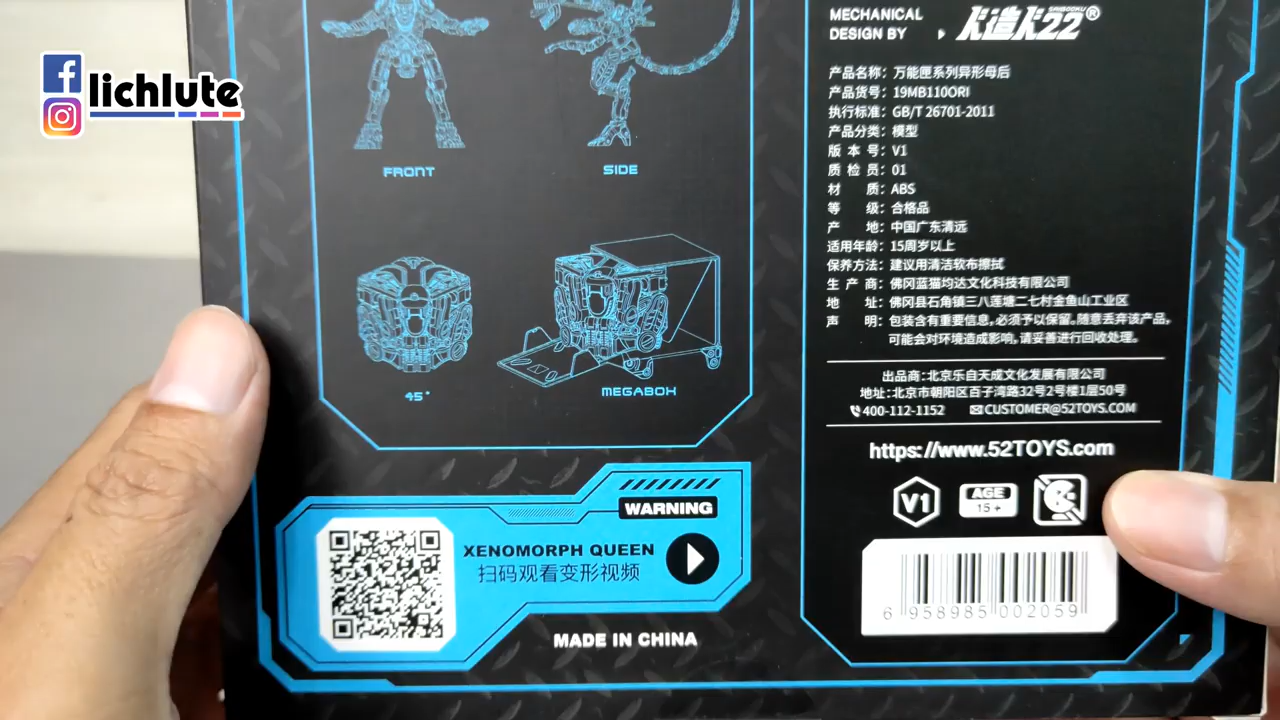 lichlute
FRONT
SIDE
45°
MEGABOX
WARNING
XENOMORPH QUEEN
扫码观看变形视频
MADE IN CHINA
MECHANICAL
DESIGN BY
产品名称：万能匣系列异形母后
产品货号：19MB110ORI
执行标准：GB/T 26701-2011
产品分类：模型
版 本 号：V1
质 检 员：01
材 质：ABS
等 级：合格品
产 地：中国广东清远
适用年龄：15周岁以上
保养方法：建议用清洁软布擦拭
生 产 商：佛冈蓝猫均达文化科技有限公司
地 址：佛冈县石角镇三八莲塘二七村金鱼山工业区
声 明：包装含有重要信息，必须予以保留。随意丢弃该产品，
可能会对环境造成影响，请妥善进行回收处理。
出品商：北京乐自天成文化发展有限公司
地址：北京市朝阳区百子湾路32号2号楼1层50号
400-112-1152 CUSTOMER@52TOYS.COM
https://www.52TOYS.com
V1
AGE
15+
6 958985 002059